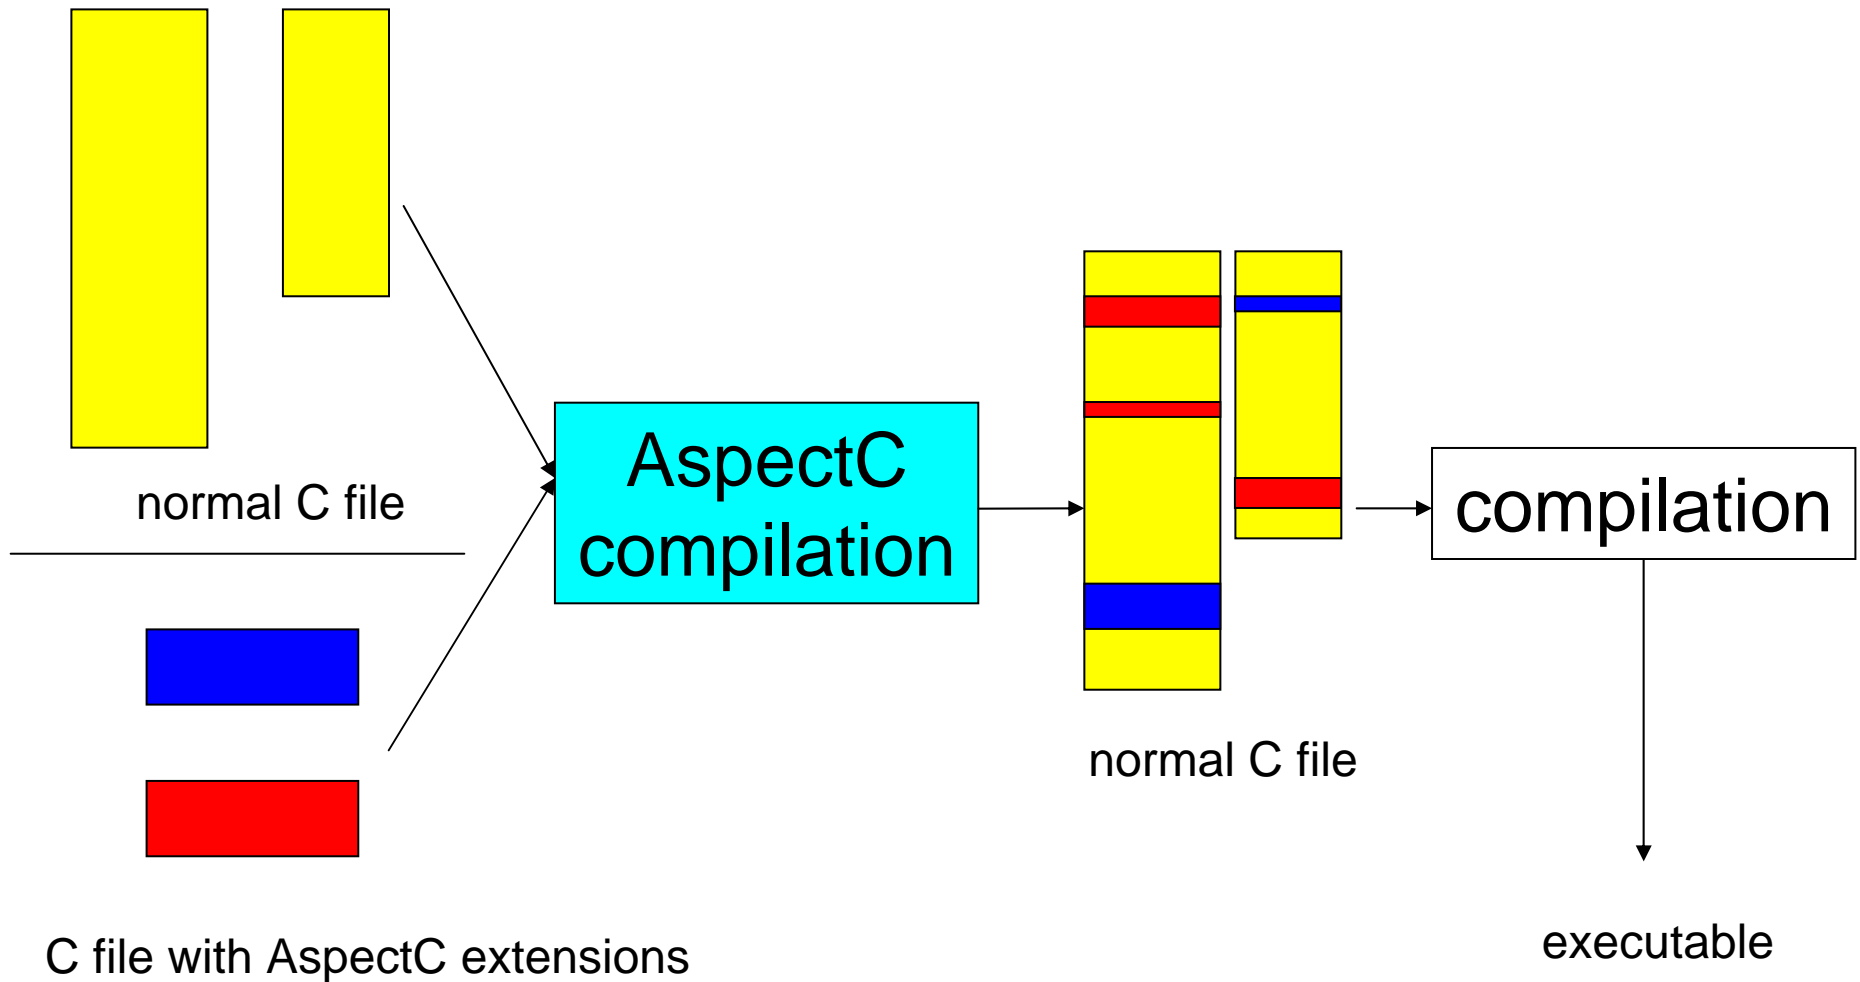 normal C file
C file with AspectC extensions
AspectC
compilation
normal C file
compilation
executable